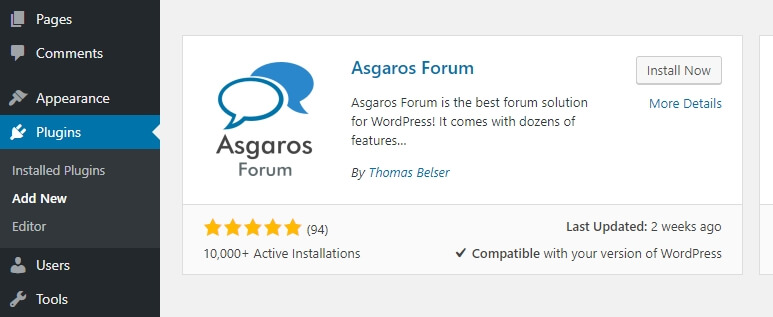 Pages
Comments
Appearance
Plugins
Installed Plugins
Add New
Editor
Users
Tools
Asgaros
Forum
Asgaros Forum
Install Now
More Details
Asgaros Forum is the best forum solution
for WordPress! It comes with dozens of
features...
By Thomas Belser
(94)
10,000+ Active Installations
Last Updated: 2 weeks ago
Compatible with your version of WordPress